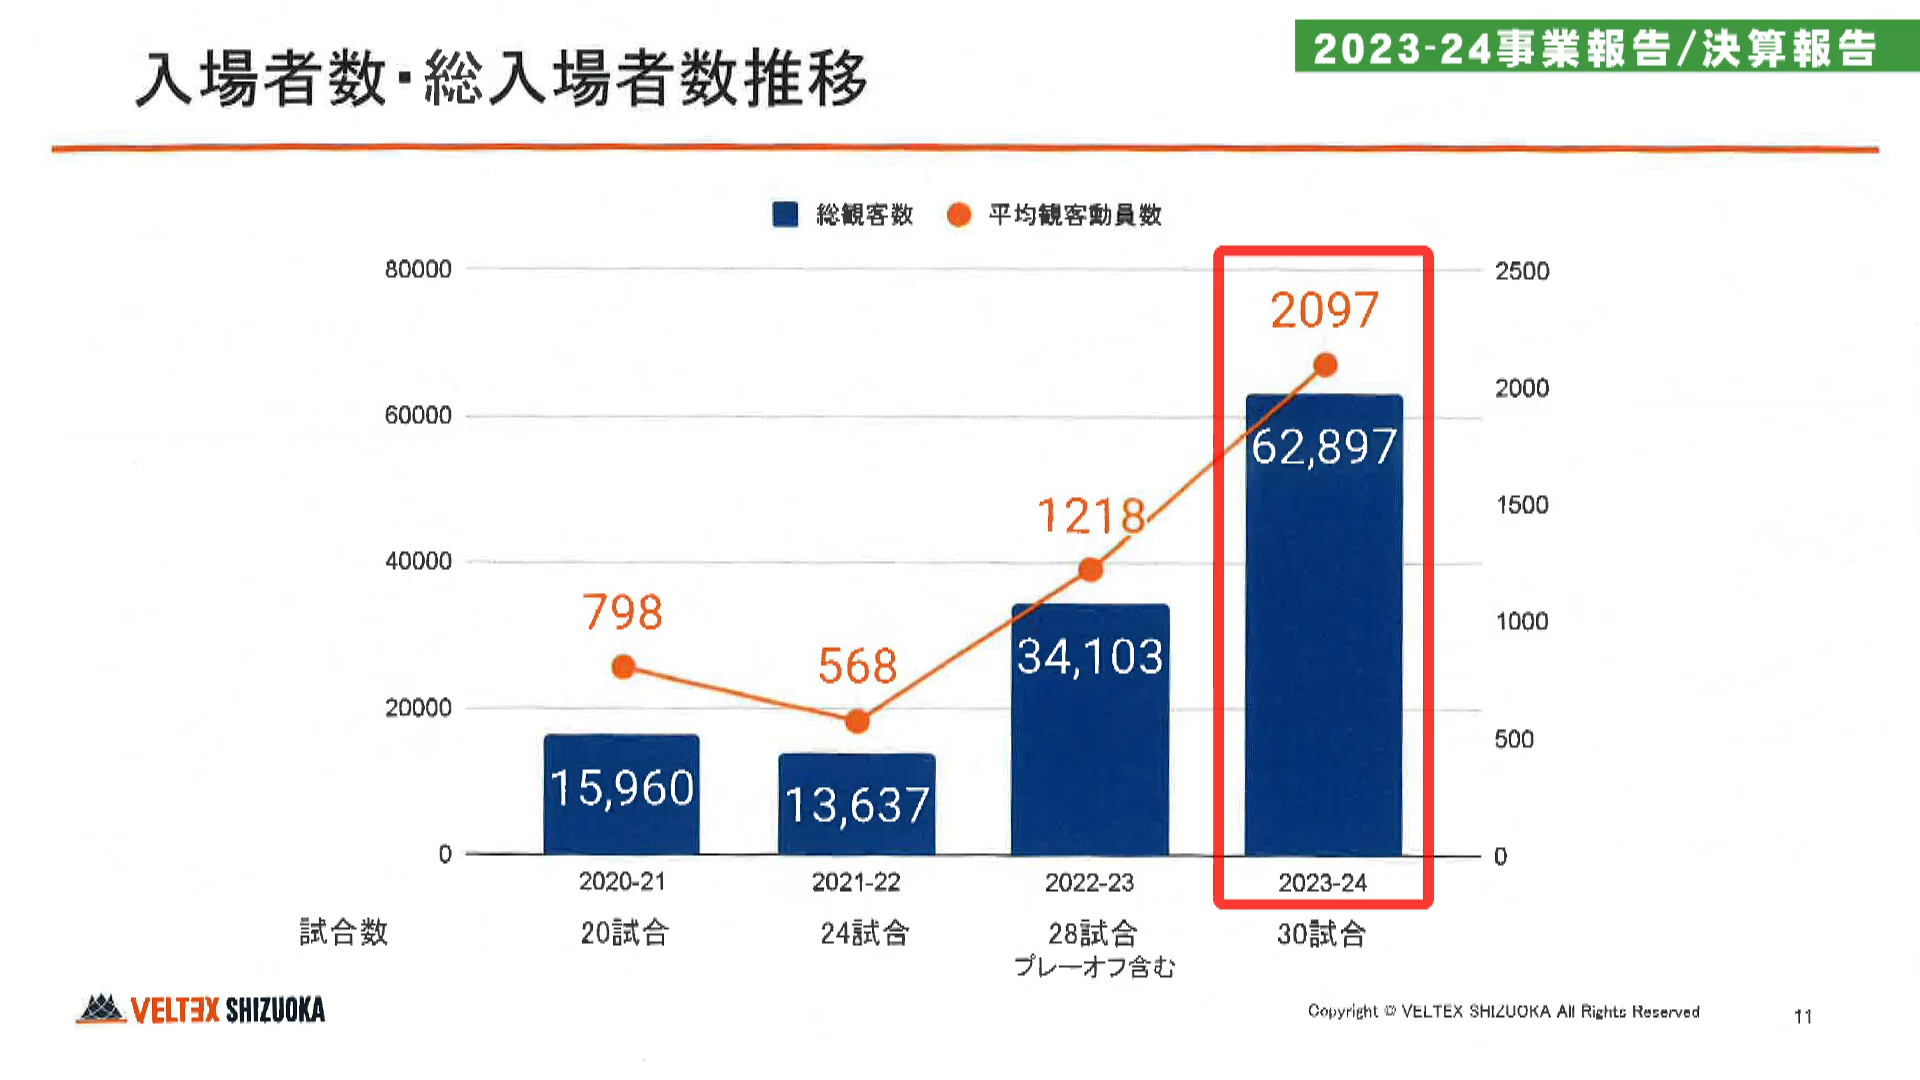 2023-24事業報告/決算報告
入場者数・総入場者数推移
総観客数 平均観客動員数
80000
60000
40000
20000
0
2500
2000
1500
1000
500
0
798
568
1218
2097
15,960
13,637
34,103
62,897
2020-21 2021-22 2022-23 2023-24
試合数 20試合 24試合 28試合 30試合
プレーオフ含む
VELTEX SHIZUOKA
Copyright © VELTEX SHIZUOKA All Rights Reserved
11